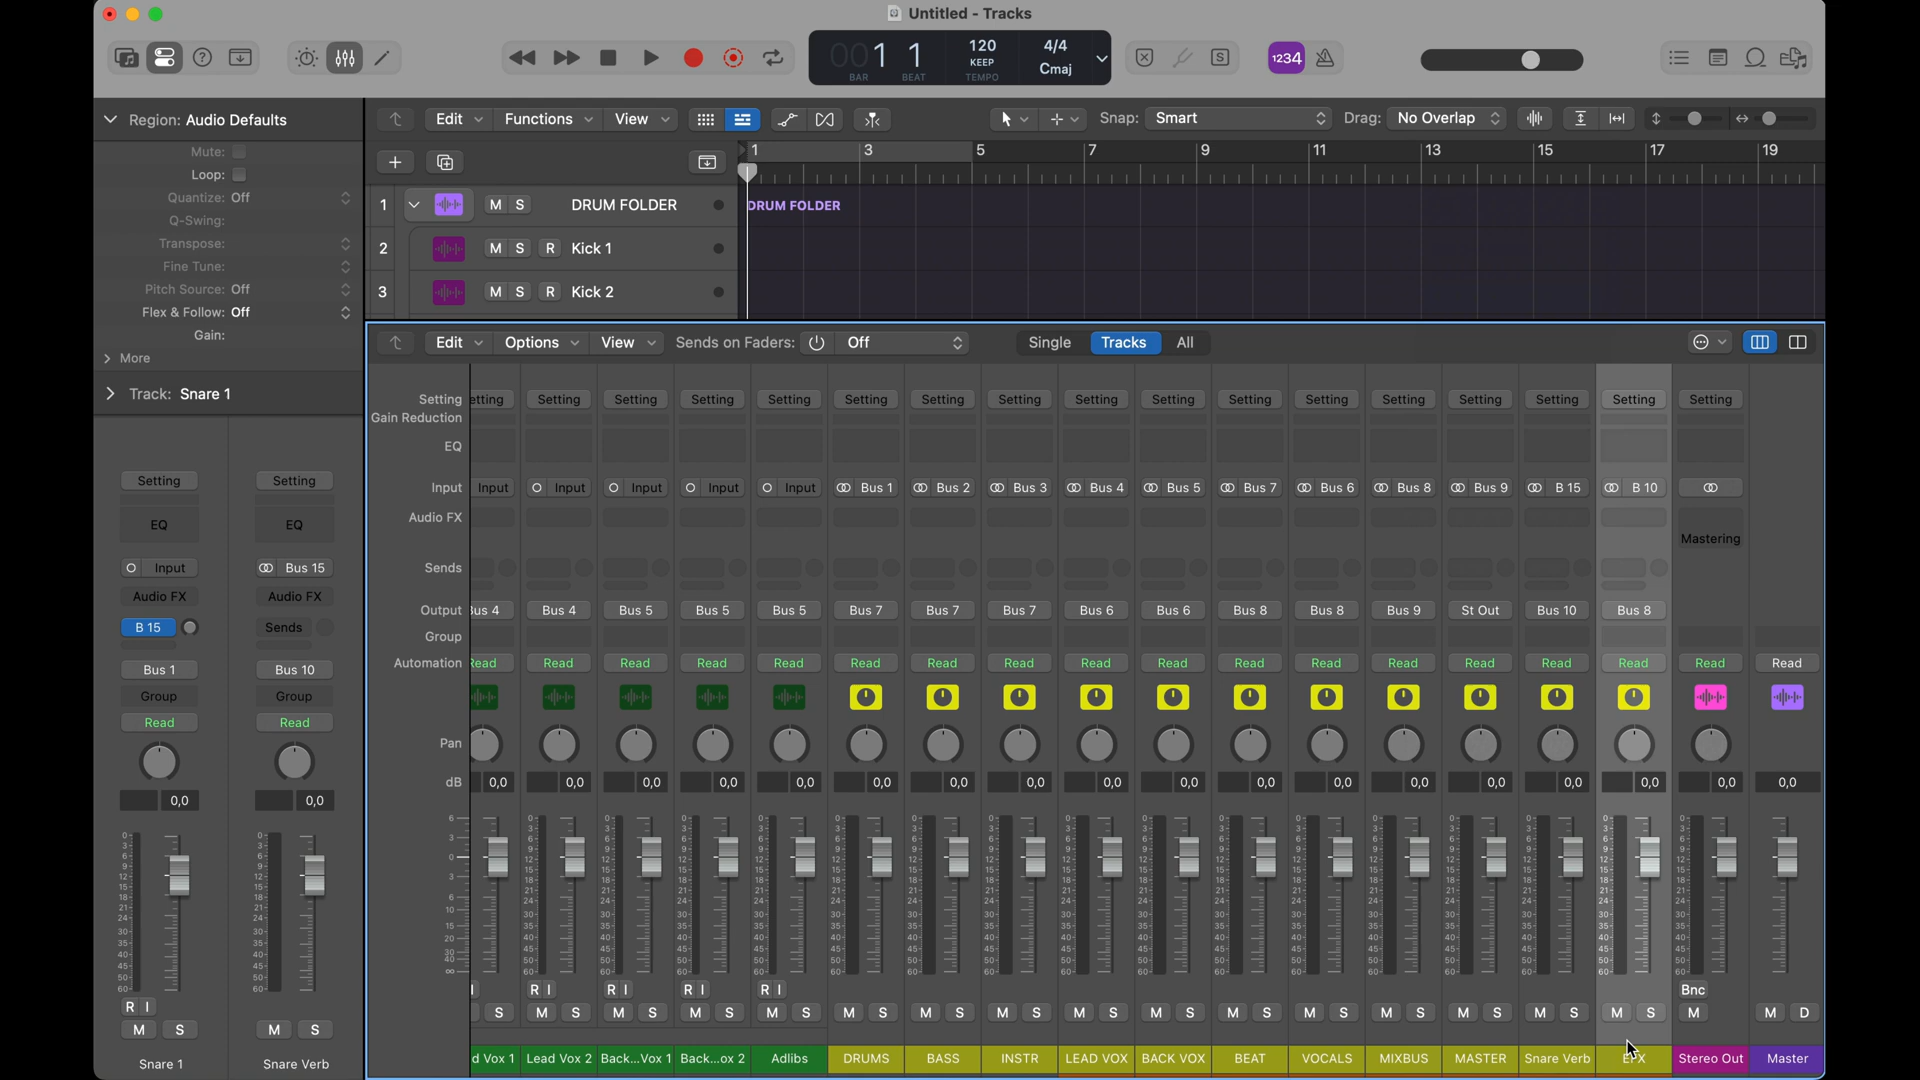 Untitled - Tracks
001 1 120 4/4
KEEP Cmaj
BAR BEAT TEMPO
1234
S
Region: Audio Defaults
Edit Functions View Snap: Smart Drag: No Overlap
Mute:
Loop:
Quantize: Off
Q-Swing:
Transpose:
Fine Tune:
Pitch Source: Off
Flex & Follow: Off
Gain:
More
Track: Snare 1
1 3 5 7 9 11 13 15 17 19
1 M S DRUM FOLDER DRUM FOLDER
2 M S R Kick 1
3 M S R Kick 2
Edit Options View Sends on Faders: Off Single Tracks All
Setting Setting
EQ EQ
Input Bus 15
Audio FX Audio FX
B 15 Sends
Bus 1 Bus 10
Group Group
Read Read
0,0 0,0
R I
M S M S
Snare 1 Snare Verb
Setting etting Setting Setting Setting Setting Setting Setting Setting Setting Setting Setting Setting Setting Setting Setting Setting Setting
Gain Reduction
EQ
Input Input Input Input Input Input Bus 1 Bus 2 Bus 3 Bus 4 Bus 5 Bus 7 Bus 6 Bus 8 Bus 9 B 15 B 10
Audio FX
Mastering
Sends
Output Bus 4 Bus 4 Bus 5 Bus 5 Bus 5 Bus 7 Bus 7 Bus 7 Bus 6 Bus 6 Bus 8 Bus 8 Bus 9 St Out Bus 10 Bus 8
Group
Automation Read Read Read Read Read Read Read Read Read Read Read Read Read Read Read Read Read Read
Pan
dB 0,0 0,0 0,0 0,0 0,0 0,0 0,0 0,0 0,0 0,0 0,0 0,0 0,0 0,0 0,0 0,0 0,0 0,0
I R I R I R I R I Bnc
S M S M S M S M S M S M S M S M S M S M S M S M S M S M S M S M M D
d Vox 1 Lead Vox 2 Back...Vox 1 Back...ox 2 Adlibs DRUMS BASS INSTR LEAD VOX BACK VOX BEAT VOCALS MIXBUS MASTER Snare Verb EFX Stereo Out Master